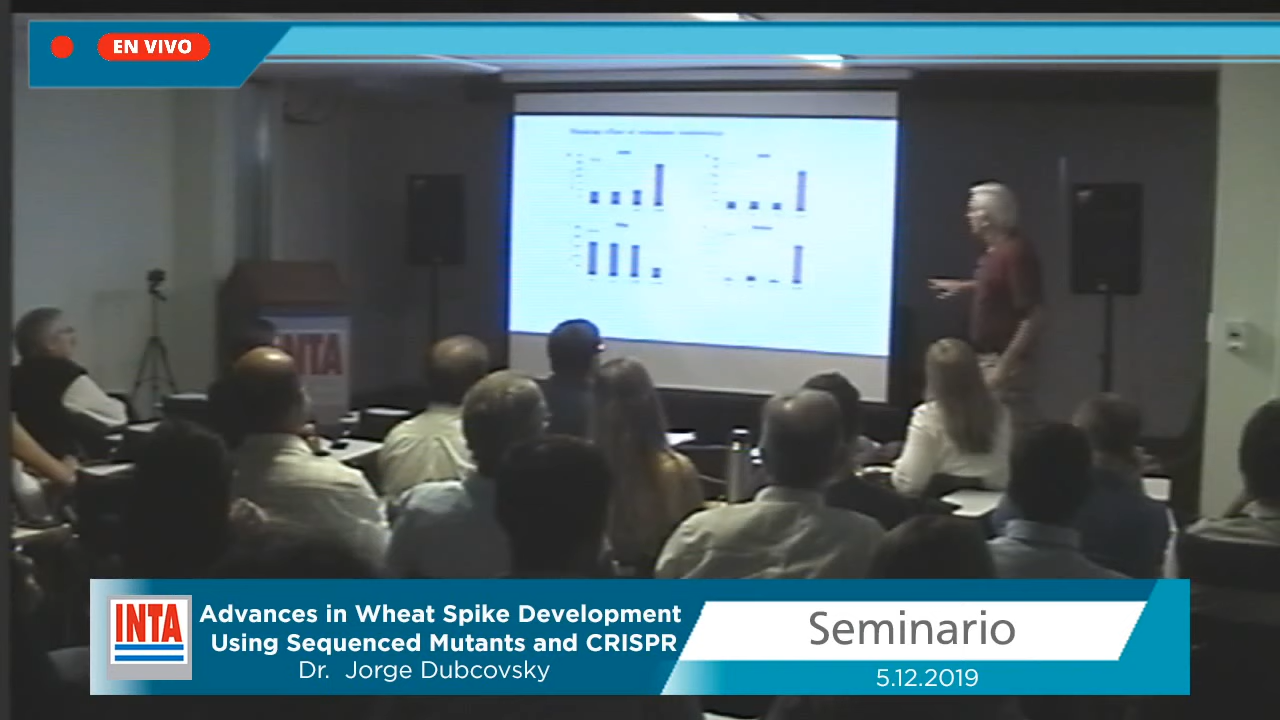 EN VIVO
INTA
INTA
Advances in Wheat Spike Development
Using Sequenced Mutants and CRISPR
Dr. Jorge Dubcovsky
Seminario
5.12.2019